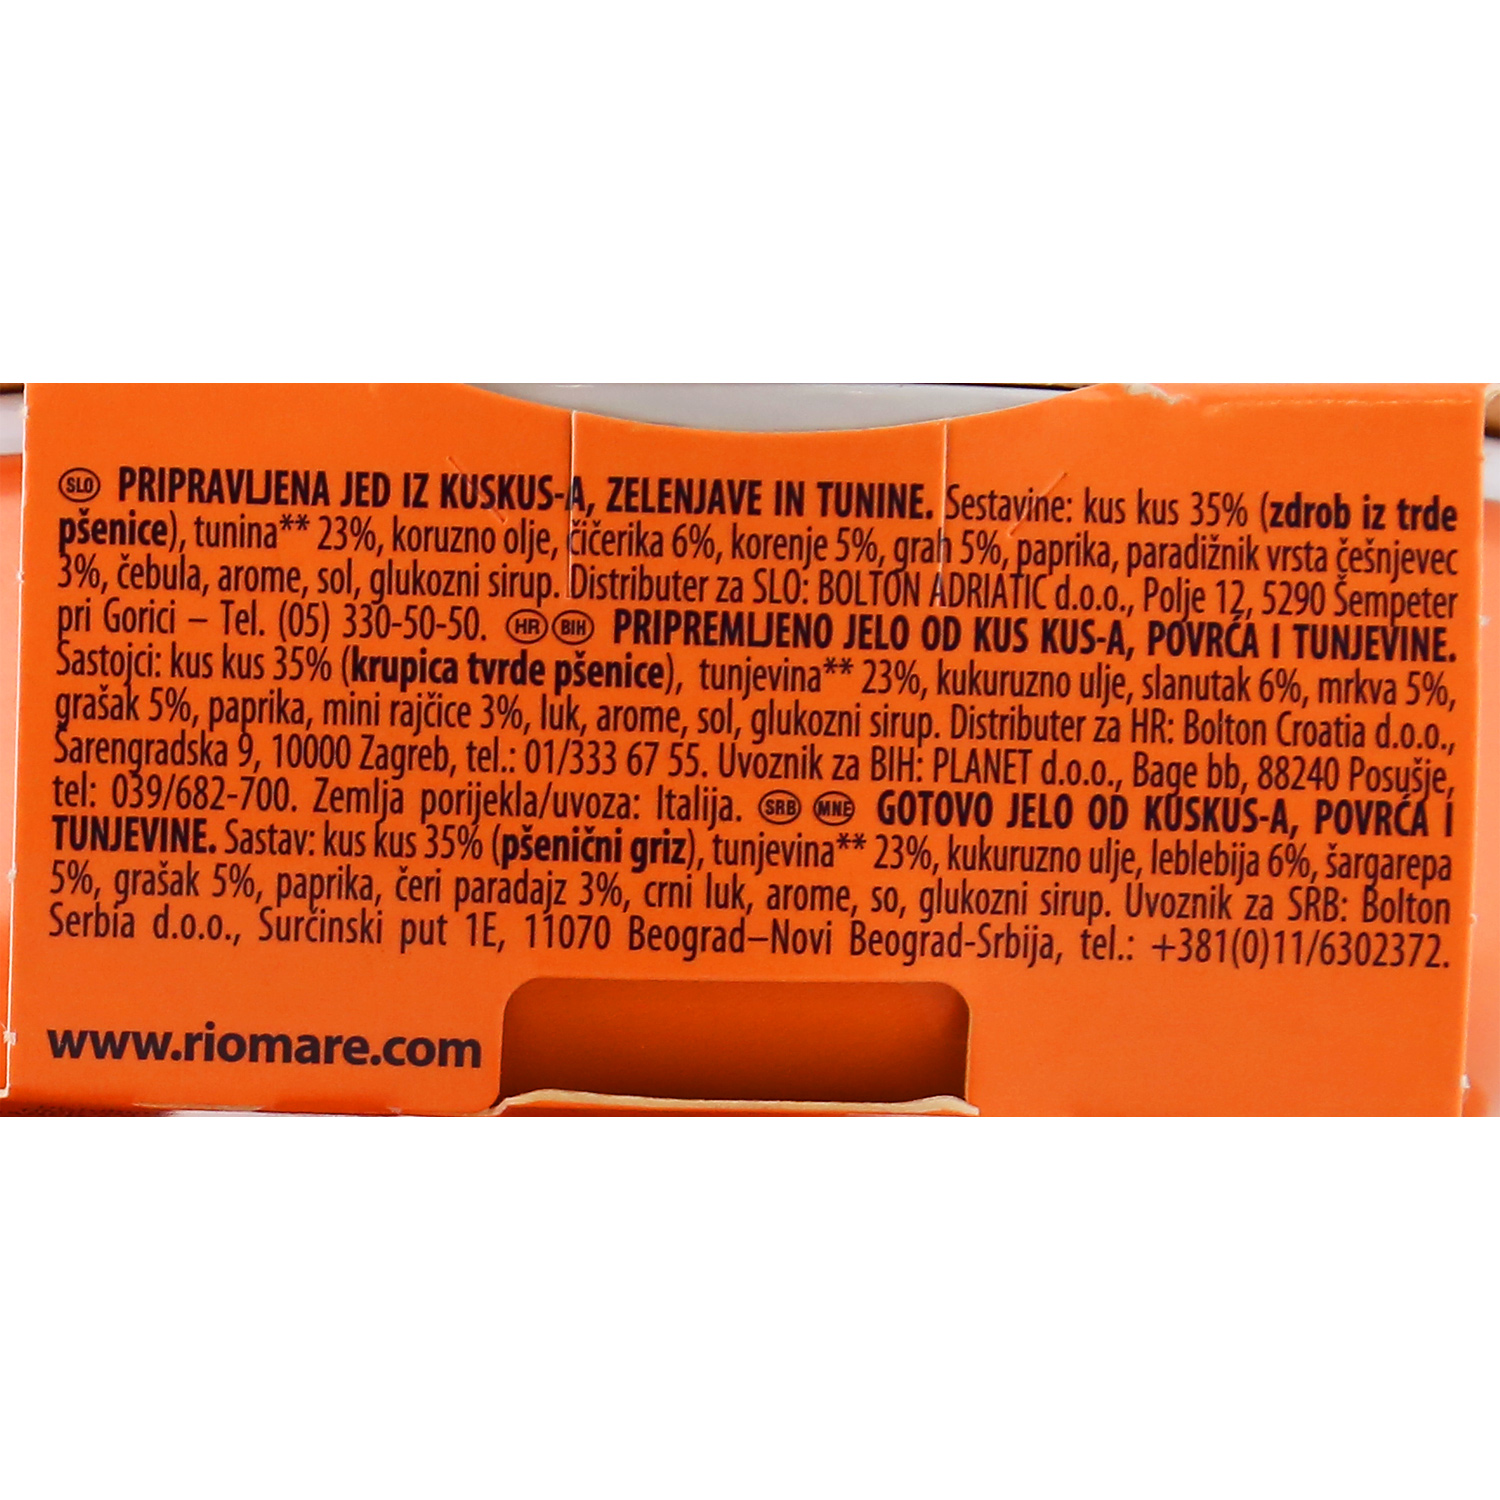 SLO PRIPRAVLJENA JED IZ KUSKUS-A, ZELENJAVE IN TUNINE. Sestavine: kus kus 35% (zdrob iz trde
pšenice), tunina** 23%, koruzno olje, čičerika 6%, korenje 5%, grah 5%, paprika, paradižnik vrsta češnjevec
3%, čebula, arome, sol, glukozni sirup. Distributer za SLO: BOLTON ADRIATIC d.o.o., Polje 12, 5290 Šempeter
pri Gorici – Tel. (05) 330-50-50. HR BIH PRIPREMLJENO JELO OD KUS KUS-A, POVRĆA I TUNJEVINE.
Sastojci: kus kus 35% (krupica tvrde pšenice), tunjevina** 23%, kukuruzno ulje, slanutak 6%, mrkva 5%,
grašak 5%, paprika, mini rajčice 3%, luk, arome, sol, glukozni sirup. Distributer za HR: Bolton Croatia d.o.o.,
Šarengradska 9, 10000 Zagreb, tel.: 01/333 67 55. Uvoznik za BIH: PLANET d.o.o., Bage bb, 88240 Posušje,
tel: 039/682-700. Zemlja porijekla/uvoza: Italija. SRB MNE GOTOVO JELO OD KUSKUS-A, POVRĆA I
TUNJEVINE. Sastav: kus kus 35% (pšenični griz), tunjevina** 23%, kukuruzno ulje, leblebija 6%, šargarepa
5%, grašak 5%, paprika, čeri paradajz 3%, crni luk, arome, so, glukozni sirup. Uvoznik za SRB: Bolton
Serbia d.o.o., Surčinski put 1E, 11070 Beograd–Novi Beograd-Srbija, tel.: +381(0)11/6302372.
www.riomare.com